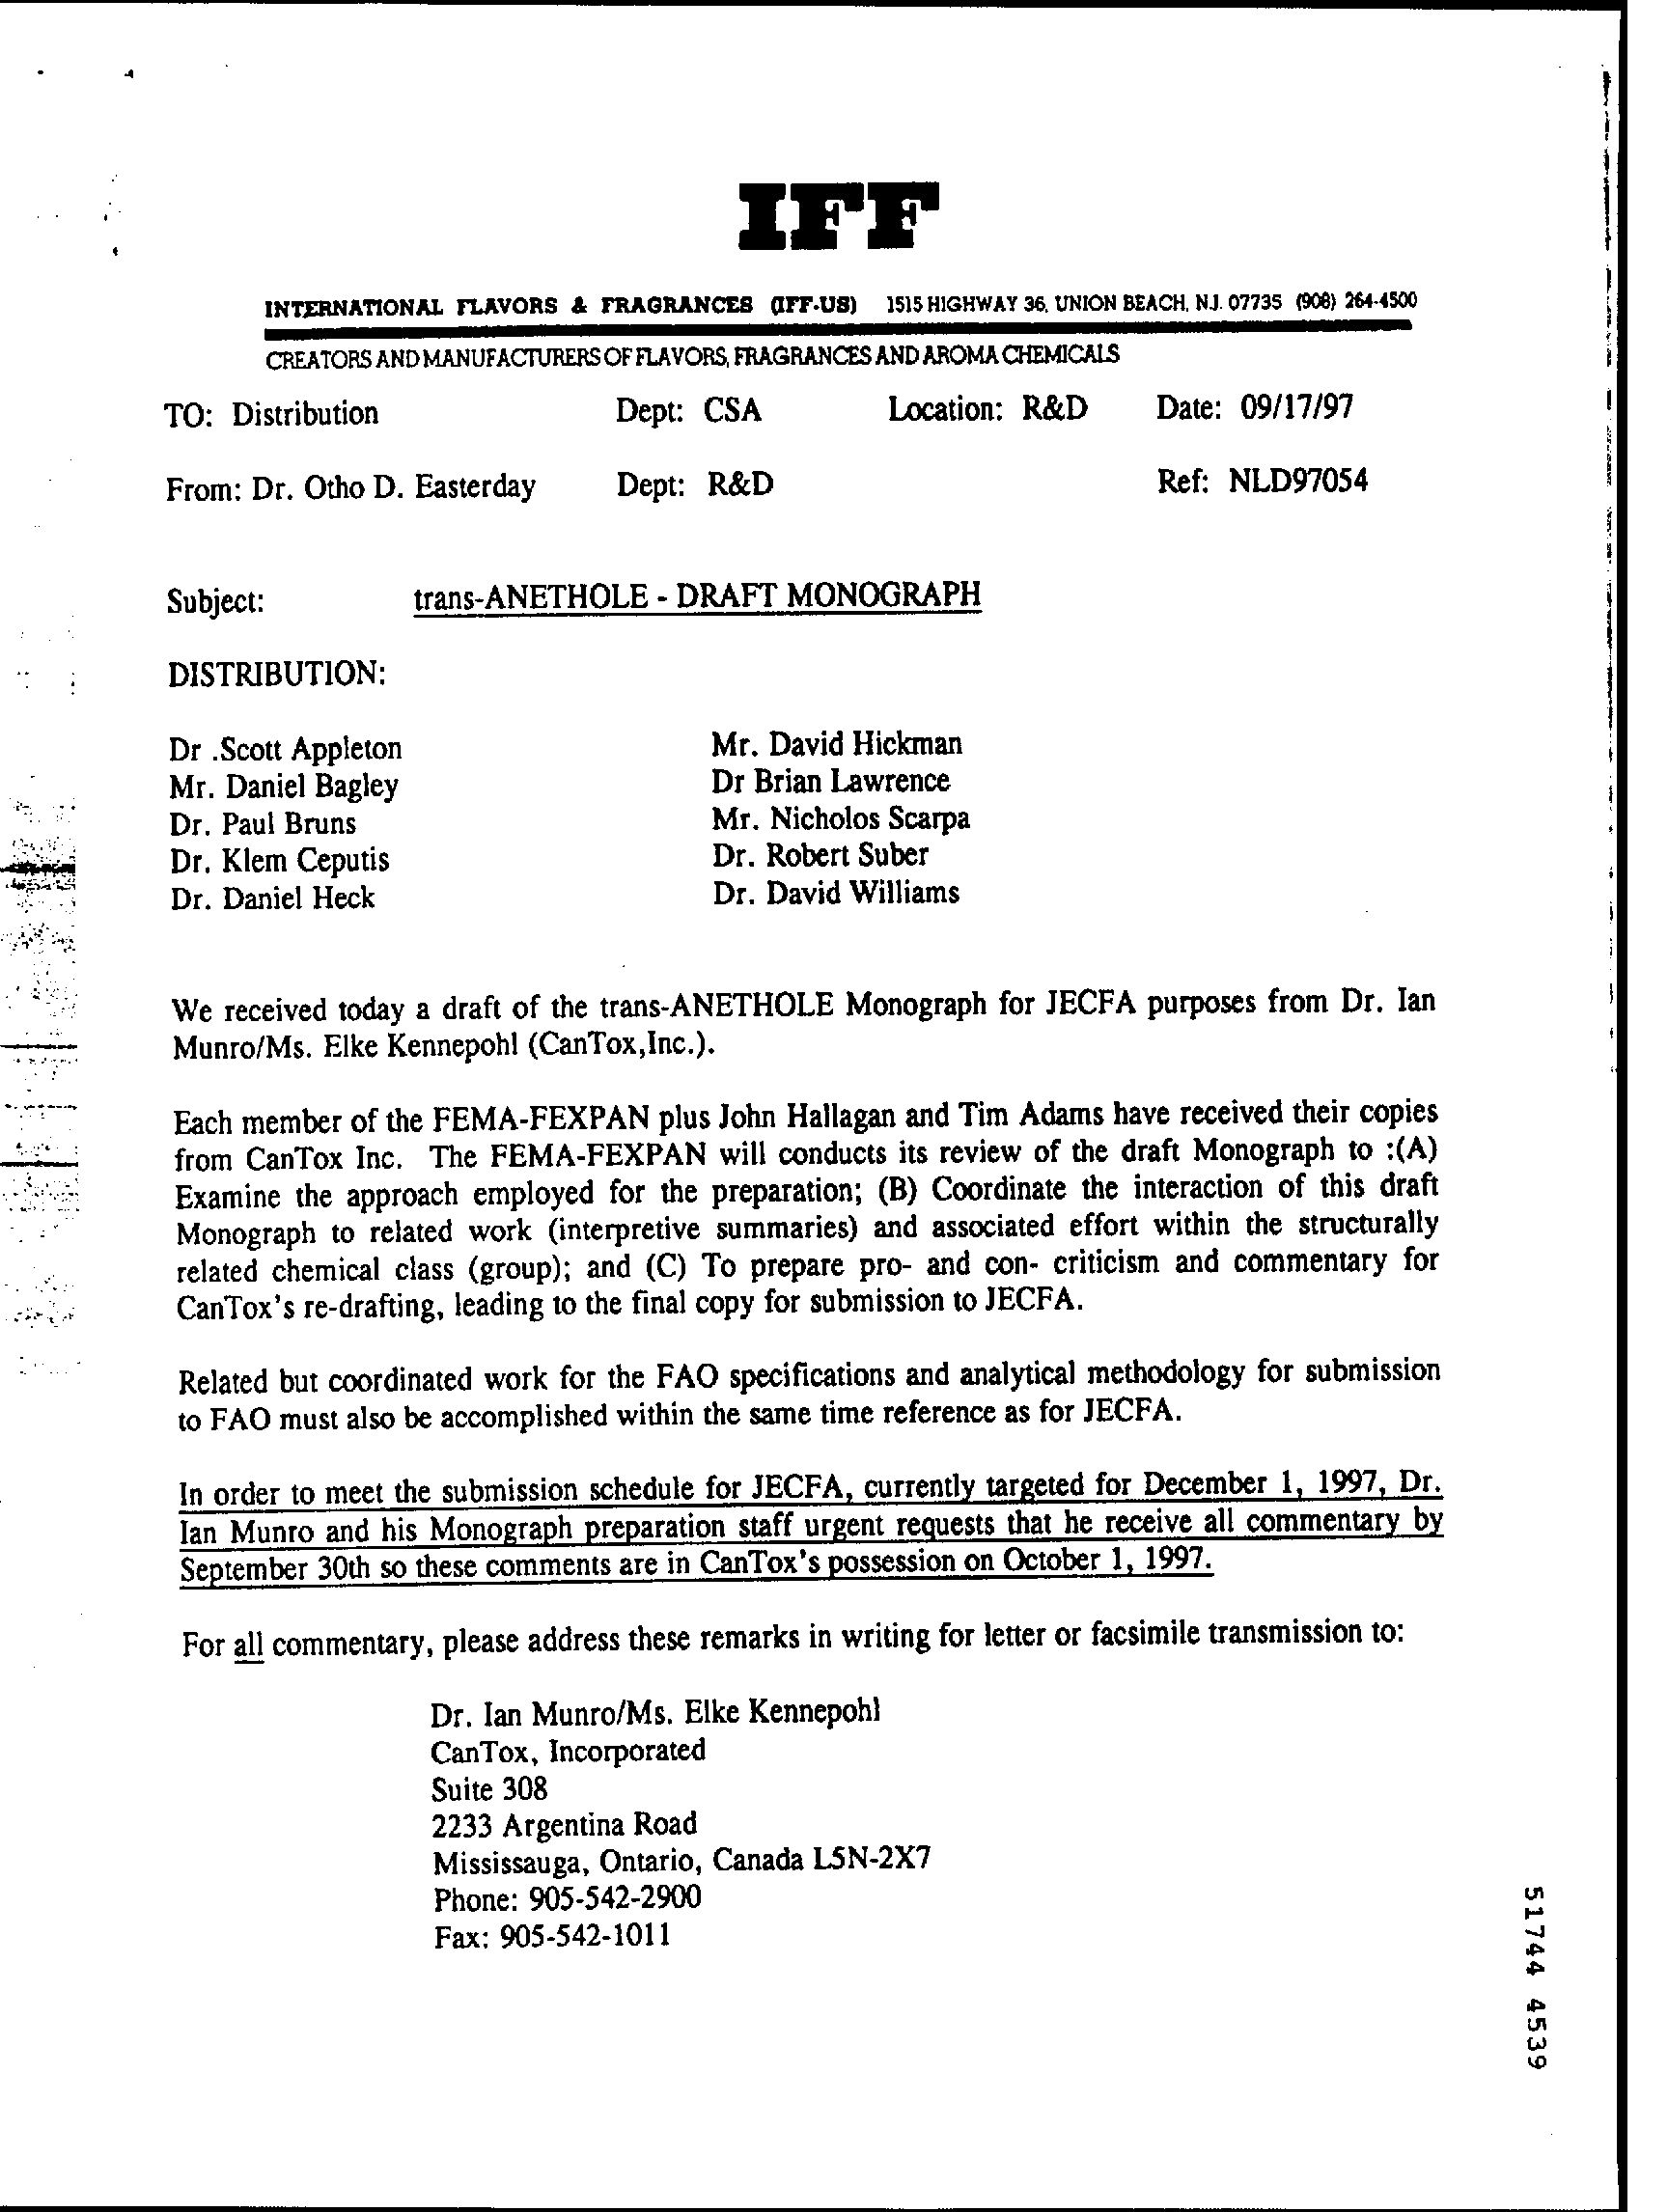 IFF
INTERNATIONAL FLAVORS & FRAGRANCES (IFF-US) 1515 HIGHWAY 36, UNION BEACH, N.J. 07735 (908) 264-4500
CREATORS AND MANUFACTURERS OF FLAVORS, FRAGRANCES AND AROMA CHEMICALS
TO: Distribution Dept: CSA Location: R&D Date: 09/17/97
From: Dr. Otho D. Easterday Dept: R&D Ref: NLD97054
Subject: trans-ANETHOLE - DRAFT MONOGRAPH
DISTRIBUTION:
Dr .Scott Appleton Mr. David Hickman
Mr. Daniel Bagley Dr Brian Lawrence
Dr. Paul Bruns Mr. Nicholos Scarpa
Dr. Klem Ceputis Dr. Robert Suber
Dr. Daniel Heck Dr. David Williams
We received today a draft of the trans-ANETHOLE Monograph for JECFA purposes from Dr. Ian
Munro/Ms. Elke Kennepohl (CanTox,Inc.).
Each member of the FEMA-FEXPAN plus John Hallagan and Tim Adams have received their copies
from CanTox Inc. The FEMA-FEXPAN will conducts its review of the draft Monograph to :(A)
Examine the approach employed for the preparation; (B) Coordinate the interaction of this draft
Monograph to related work (interpretive summaries) and associated effort within the structurally
related chemical class (group); and (C) To prepare pro- and con- criticism and commentary for
CanTox's re-drafting, leading to the final copy for submission to JECFA.
Related but coordinated work for the FAO specifications and analytical methodology for submission
to FAO must also be accomplished within the same time reference as for JECFA.
In order to meet the submission schedule for JECFA, currently targeted for December 1, 1997, Dr.
Ian Munro and his Monograph preparation staff urgent requests that he receive all commentary by
September 30th so these comments are in CanTox's possession on October 1, 1997.
For all commentary, please address these remarks in writing for letter or facsimile transmission to:
Dr. Ian Munro/Ms. Elke Kennepohl
CanTox, Incorporated
Suite 308
2233 Argentina Road
Mississauga, Ontario, Canada L5N-2X7
Phone: 905-542-2900
Fax: 905-542-1011
51744 4539